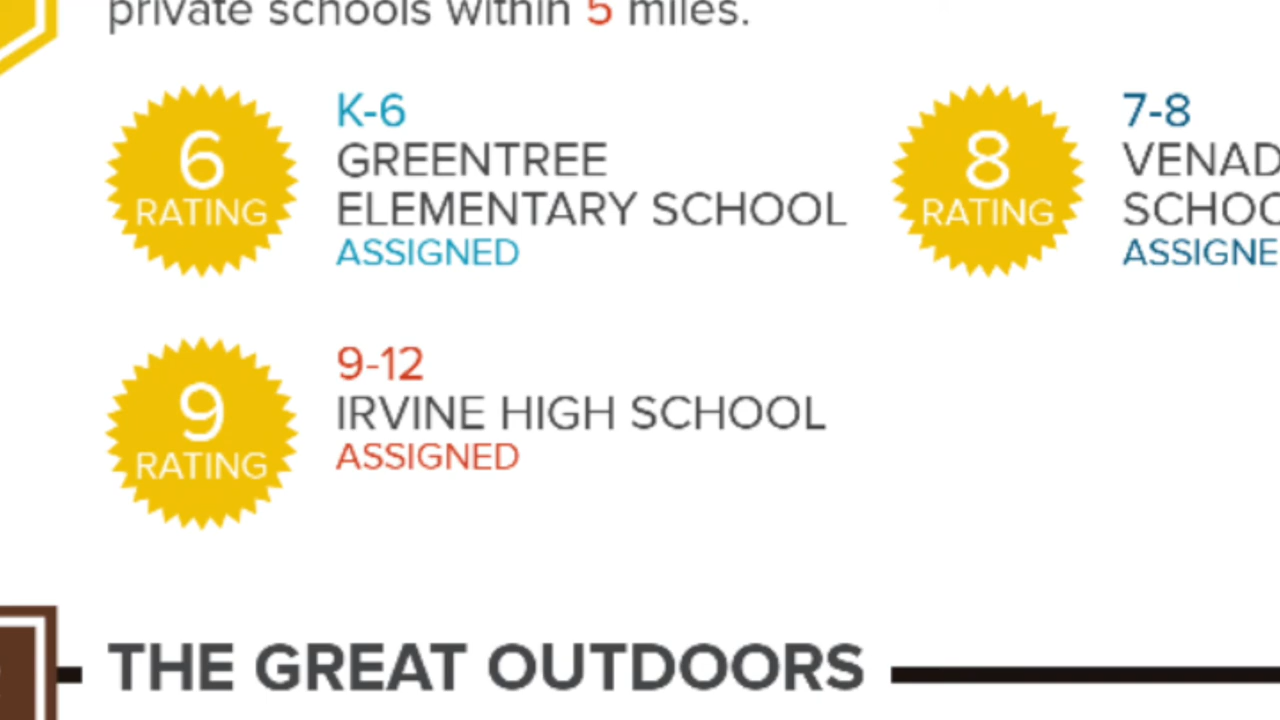 private schools within 5 miles.
6
RATING
K-6
GREENTREE
ELEMENTARY SCHOOL
ASSIGNED
8
RATING
7-8
9
RATING
9-12
IRVINE HIGH SCHOOL
ASSIGNED
THE GREAT OUTDOORS